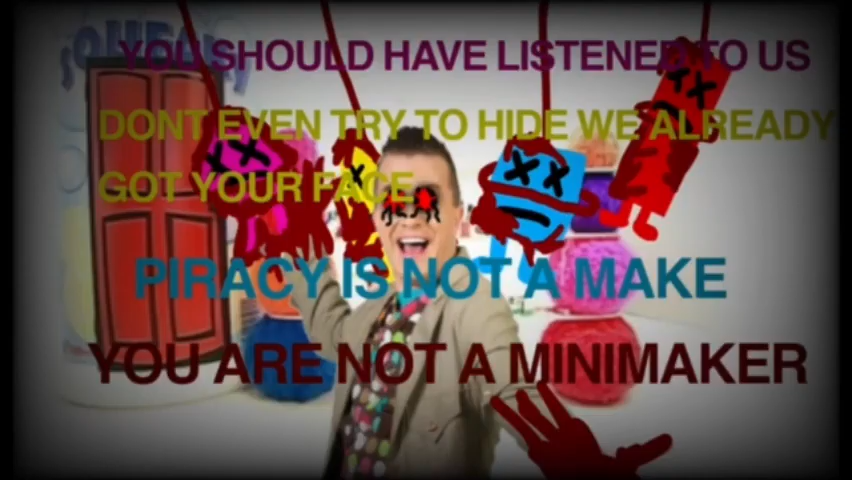 YOU SHOULD HAVE LISTENED TO US
DONT EVEN TRY TO HIDE WE ALREADY
GOT YOUR FACE
PIRACY IS NOT A MAKE
YOU ARE NOT A MINIMAKER